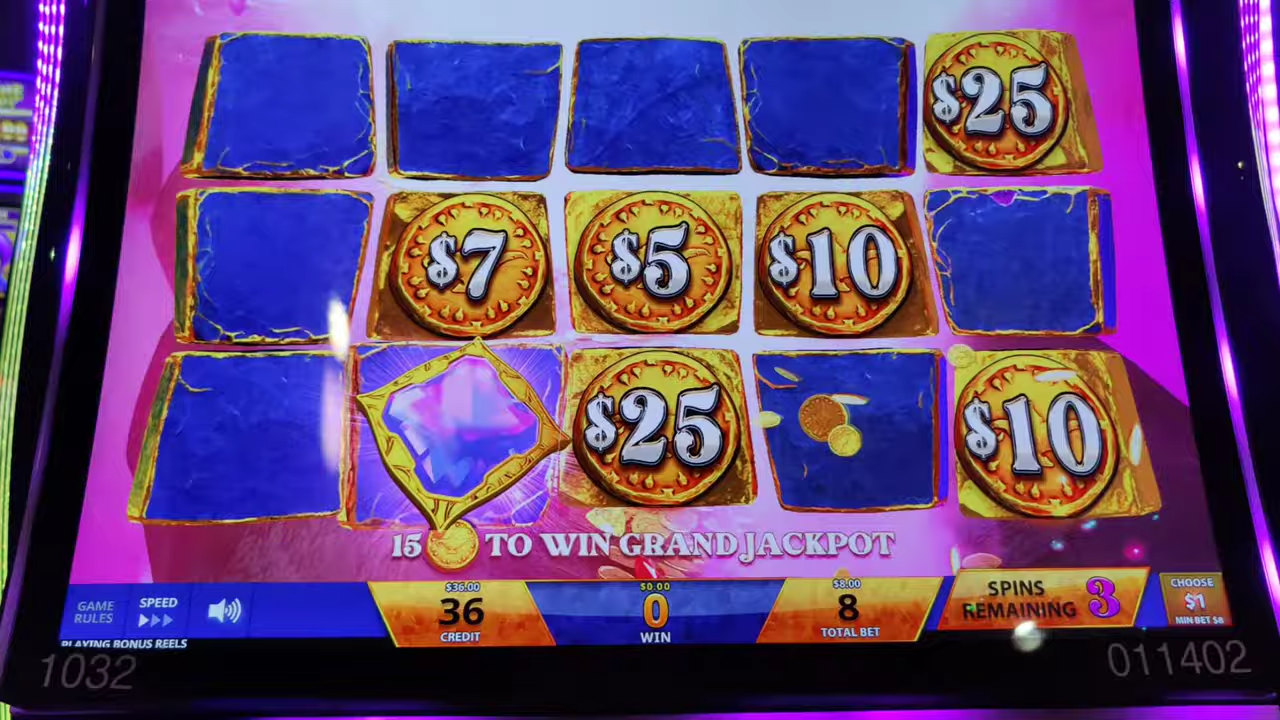 $25
$7 $5 $10
$25 $10
15 TO WIN GRAND JACKPOT
GAME RULES
SPEED
$36.00
36
CREDIT
$0.00
0
WIN
$8.00
8
TOTAL BET
SPINS
REMAINING 3
CHOOSE
$1
MIN BET $8
PLAYING BONUS REELS
1032
011402